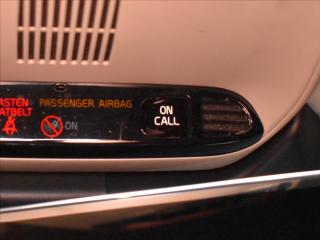 ASTEN
ATBELT
PASSENGER AIRBAG
ON
ON
CALL